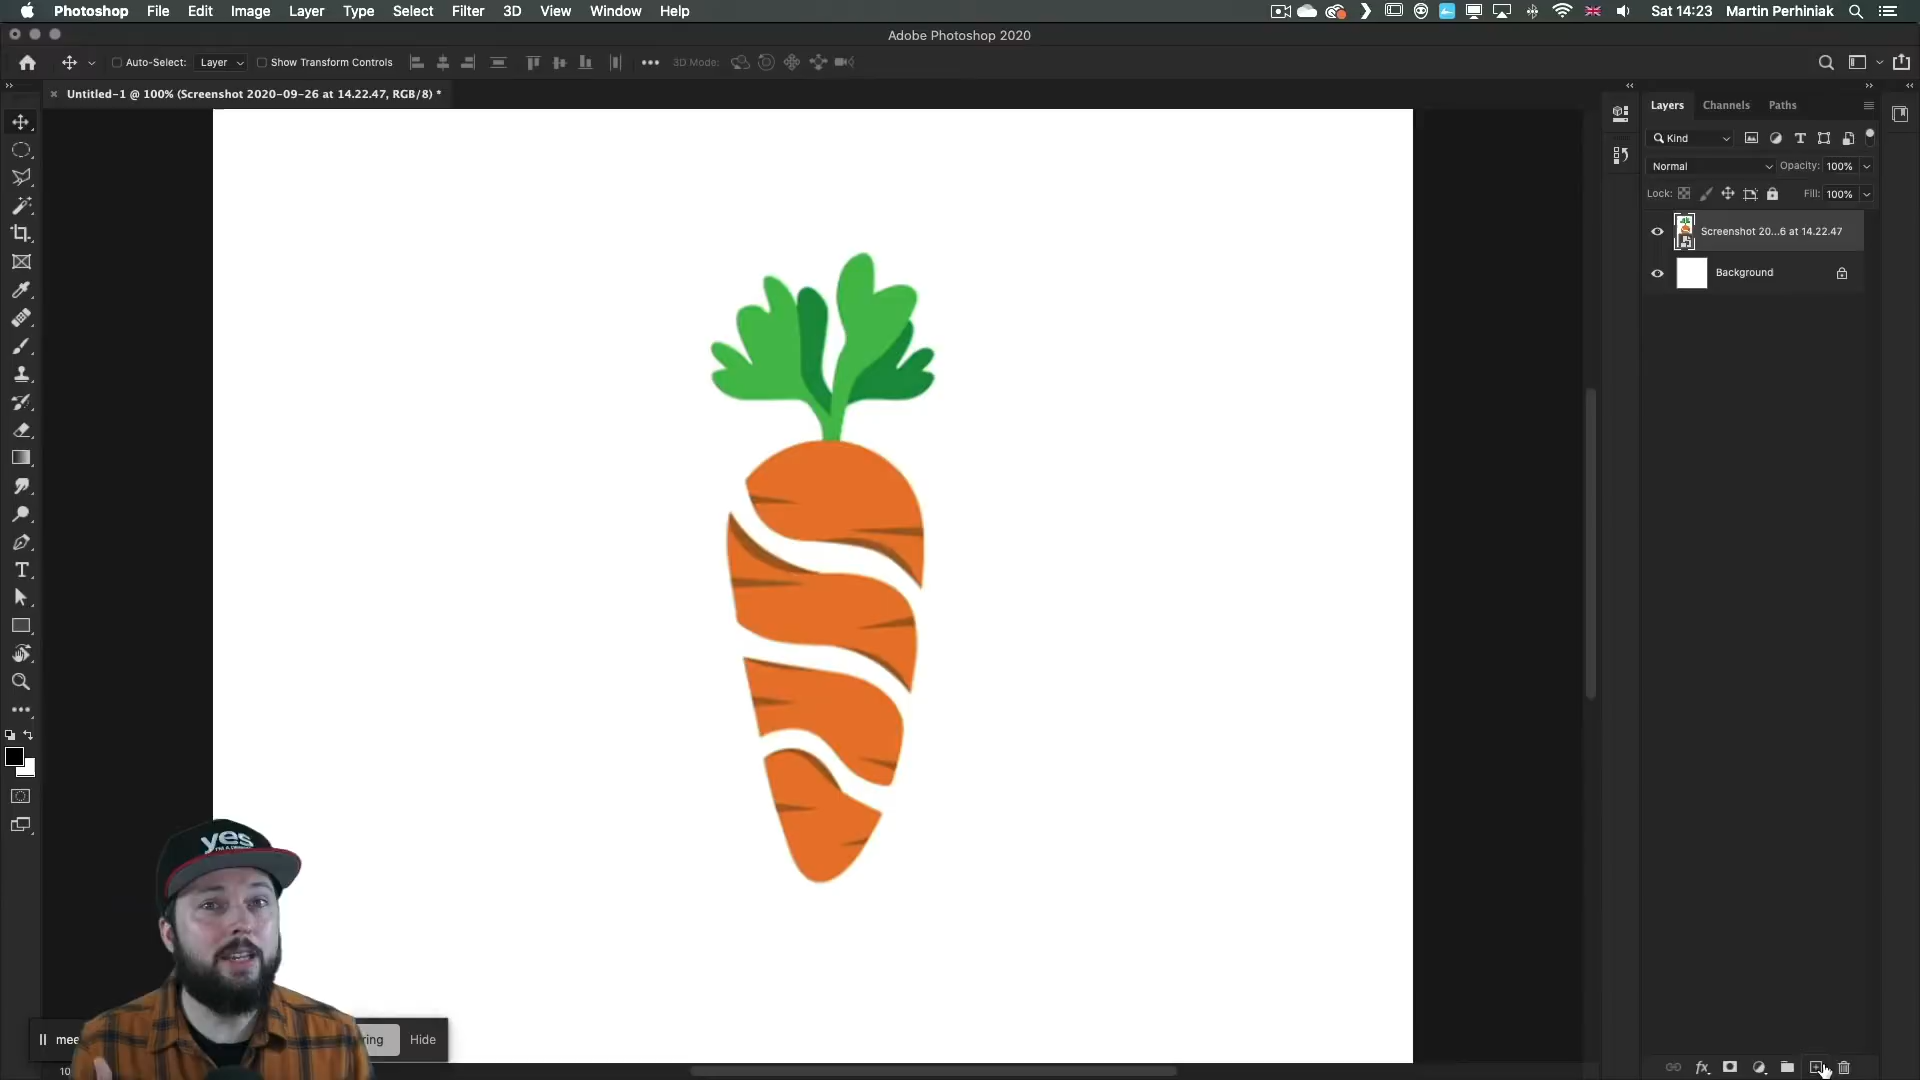 Photoshop File Edit Image Layer Type Select Filter 3D View Window Help Sat 14:23 Martin Perhiniak
Adobe Photoshop 2020
Auto-Select: Layer Show Transform Controls 3D Mode:
Untitled-1 @ 100% (Screenshot 2020-09-26 at 14.22.47, RGB/8) *
Layers Channels Paths
Kind
Normal Opacity: 100%
Lock: Fill: 100%
Screenshot 20...6 at 14.22.47
Background
yes
I'M A
mee ring Hide
10